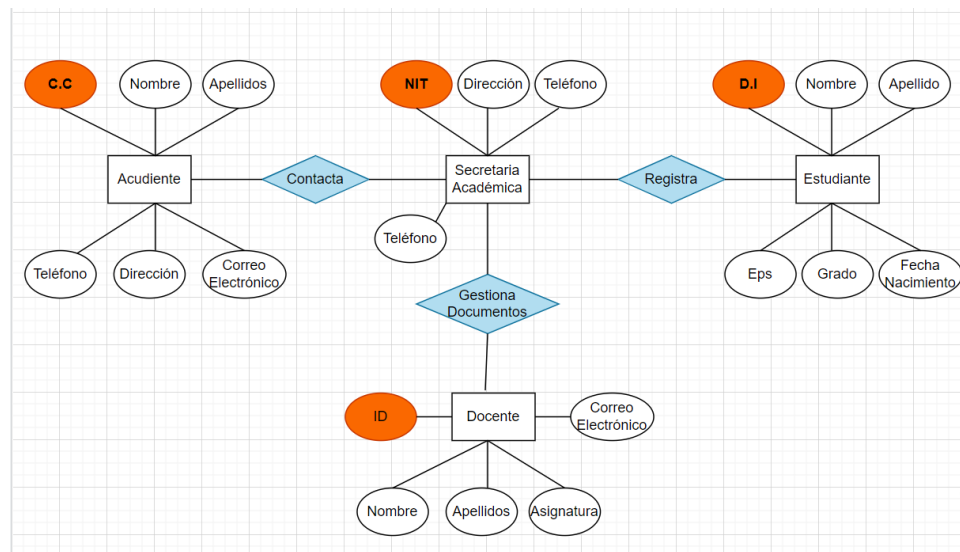 C.C
Nombre
Apellidos
NIT
Dirección
Teléfono
D.I
Nombre
Apellido
Acudiente
Contacta
Secretaria
Académica
Registra
Estudiante
Teléfono
Teléfono
Dirección
Correo
Electrónico
Eps
Grado
Fecha
Nacimiento
Gestiona
Documentos
ID
Docente
Correo
Electrónico
Nombre
Apellidos
Asignatura